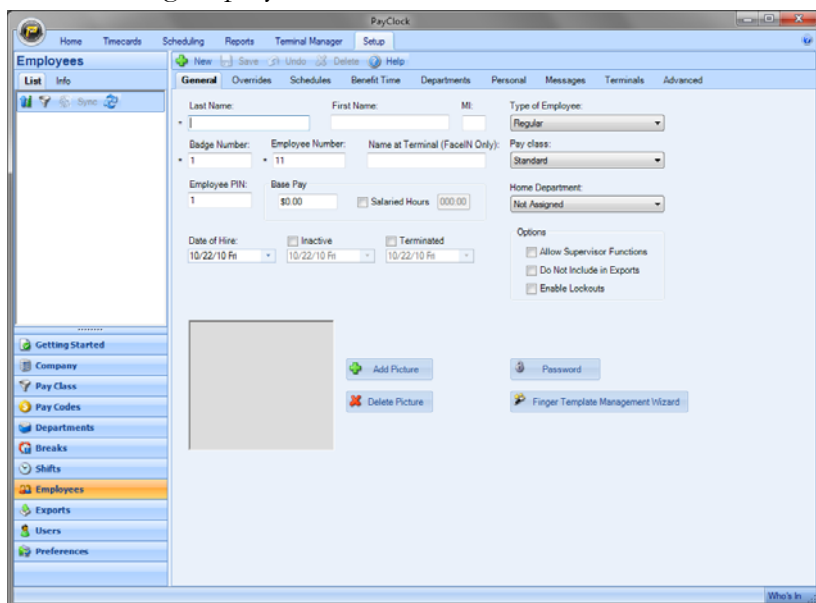 PayClock
Home Timecards Scheduling Reports Terminal Manager Setup
Employees
New Save Undo Delete Help
List Info
General Overrides Schedules Benefit Time Departments Personal Messages Terminals Advanced
Sync
Last Name: First Name: MI: Type of Employee:
Regular
Badge Number: Employee Number: Name at Terminal (FaceIN Only): Pay class:
* 1 * 11 Standard
Employee PIN: Base Pay Home Department:
1 $0.00 Salaried Hours 000:00 Not Assigned
Options
Date of Hire: Inactive Terminated Allow Supervisor Functions
10/22/10 Fri 10/22/10 Fri 10/22/10 Fri Do Not Include in Exports
Enable Lockouts
Getting Started
Company
Add Picture Password
Pay Class
Pay Codes
Delete Picture Finger Template Management Wizard
Departments
Breaks
Shifts
Employees
Exports
Users
Preferences
Who's In